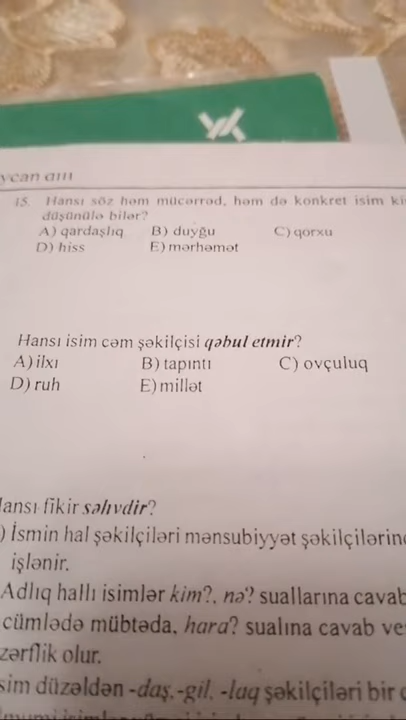 ycan dili
15. Hansı söz həm mücərrəd, həm də konkret isim ki
düşünülə bilər?
A) qardaşlıq B) duyğu C) qorxu
D) hiss E) mərhəmət
Hansı isim cəm şəkilçisi qəbul etmir?
A) ilxı B) tapıntı C) ovçuluq
D) ruh E) millət
Hansı fikir səhvdir?
) İsmin hal şəkilçiləri mənsubiyyət şəkilçilərinə
işlənir.
Adlıq hallı isimlər kim?, nə? suallarına cavab
cümlədə mübtəda, hara? sualına cavab ve
zərflik olur.
sim düzəldən -daş, -gil, -laq şəkilçiləri bir